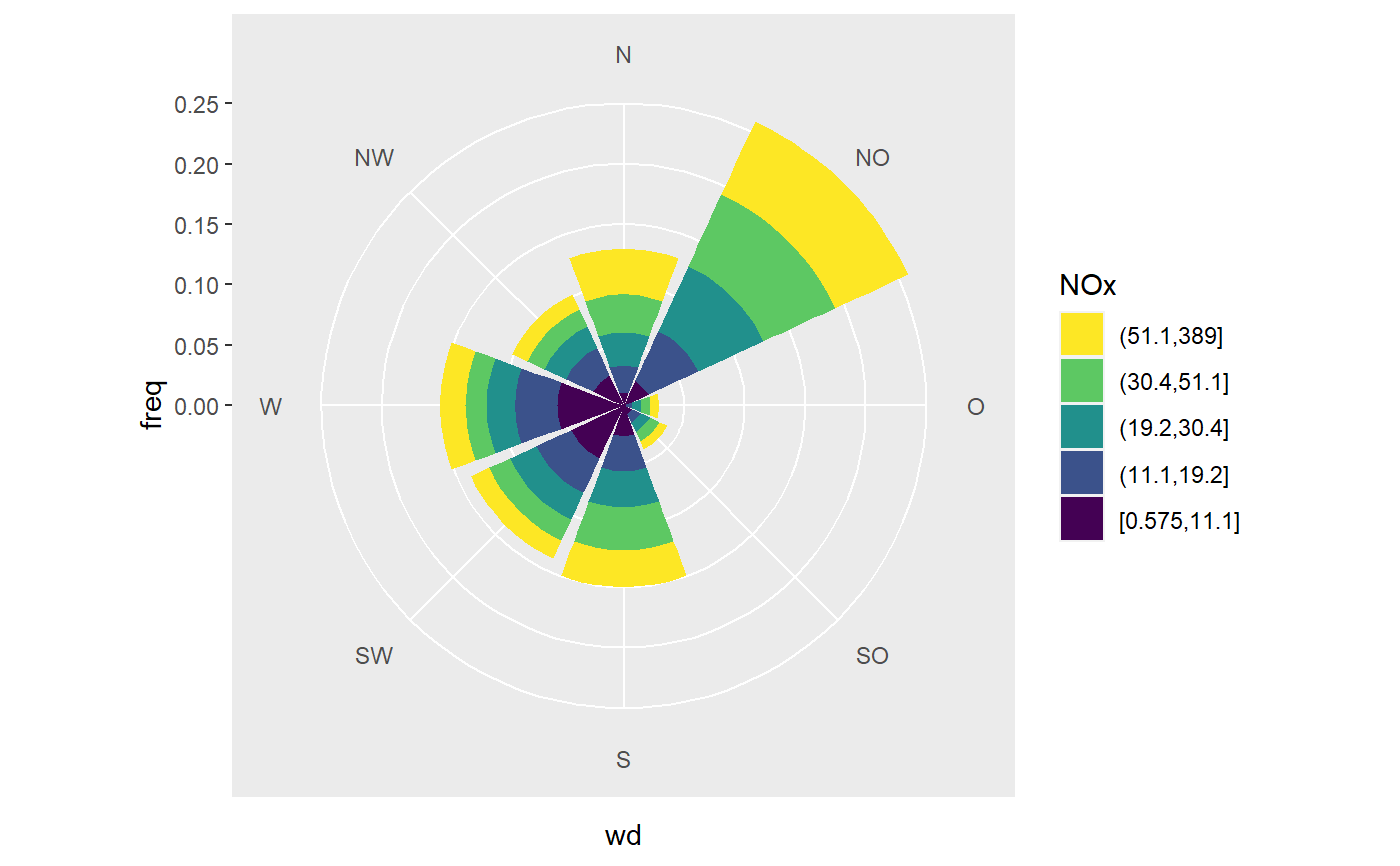 N
0.25
NW
NO
0.20
0.15
0.10
0.05
0.00
freq
W
O
SW
SO
S
wd
NOx
(51.1,389]
(30.4,51.1]
(19.2,30.4]
(11.1,19.2]
[0.575,11.1]